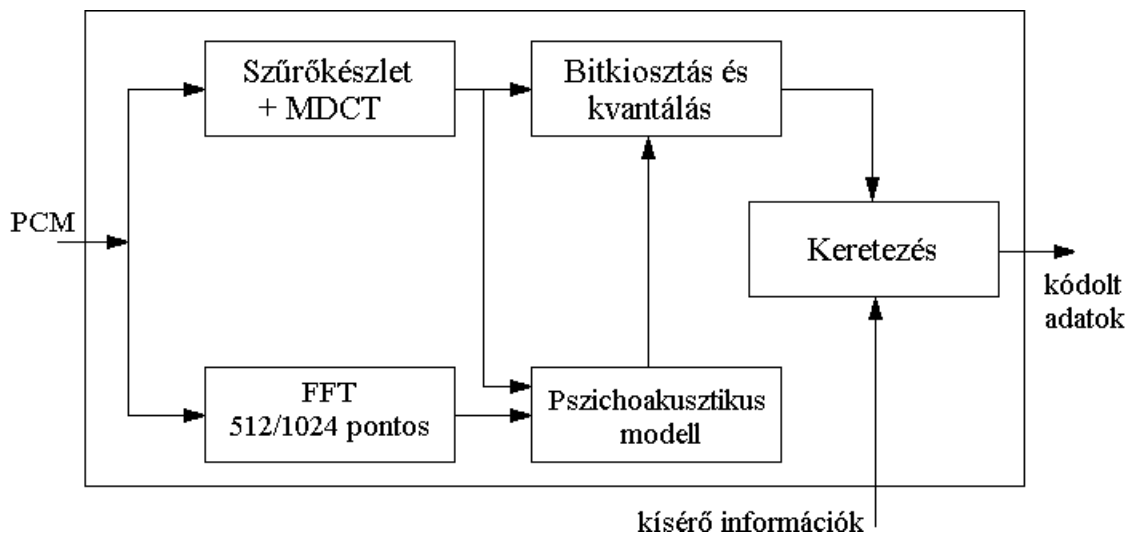 Szűrőkészlet
+ MDCT
Bitkiosztás és
kvantálás
PCM
Keretezés
kódolt
adatok
FFT
512/1024 pontos
Pszichoakusztikus
modell
kísérő információk